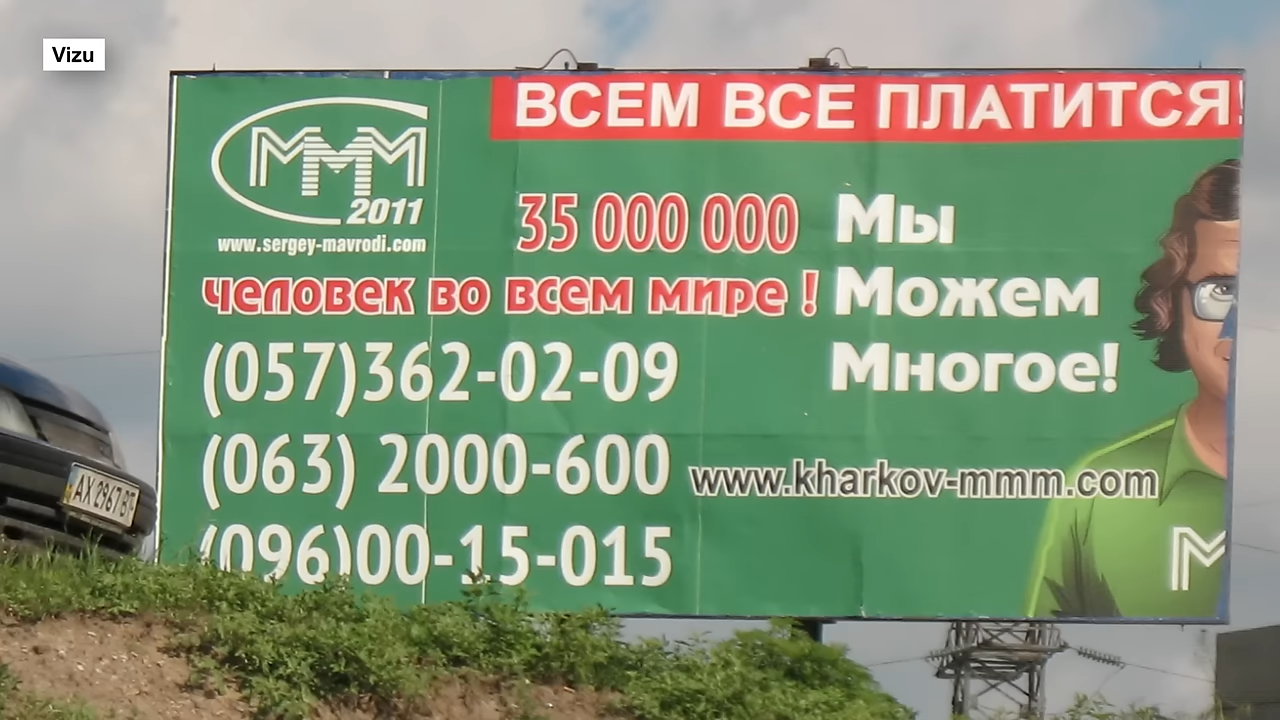 Vizu
МММ
2011
www.sergey-mavrodi.com
ВСЕМ ВСЕ ПЛАТИТСЯ!
35 000 000
человек во всем мире !
Мы
Можем
Многое!
(057)362-02-09
(063) 2000-600
(096)00-15-015
www.kharkov-mmm.com
М
AX 2967 BT